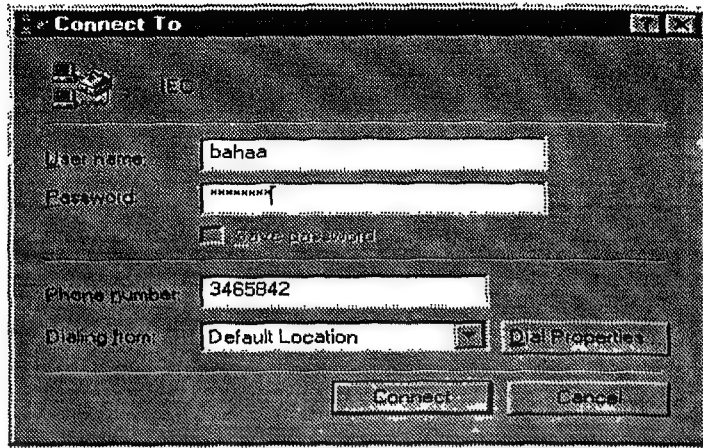 Connect To
IEC
User name: bahaa
Password: ********
Save password
Phone number: 3465842
Dialing from: Default Location Dial Properties...
Connect Cancel